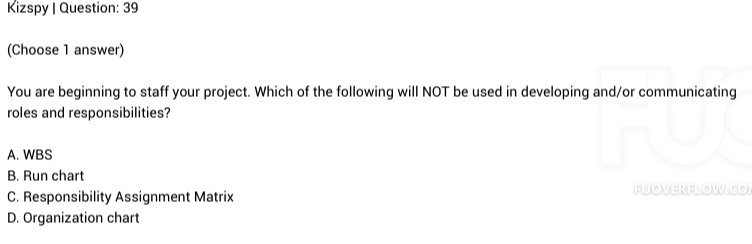 Kizspy | Question: 39
(Choose 1 answer)
You are beginning to staff your project. Which of the following will NOT be used in developing and/or communicating
roles and responsibilities?
A. WBS
B. Run chart
C. Responsibility Assignment Matrix
D. Organization chart
FUOVERFLOW.CO